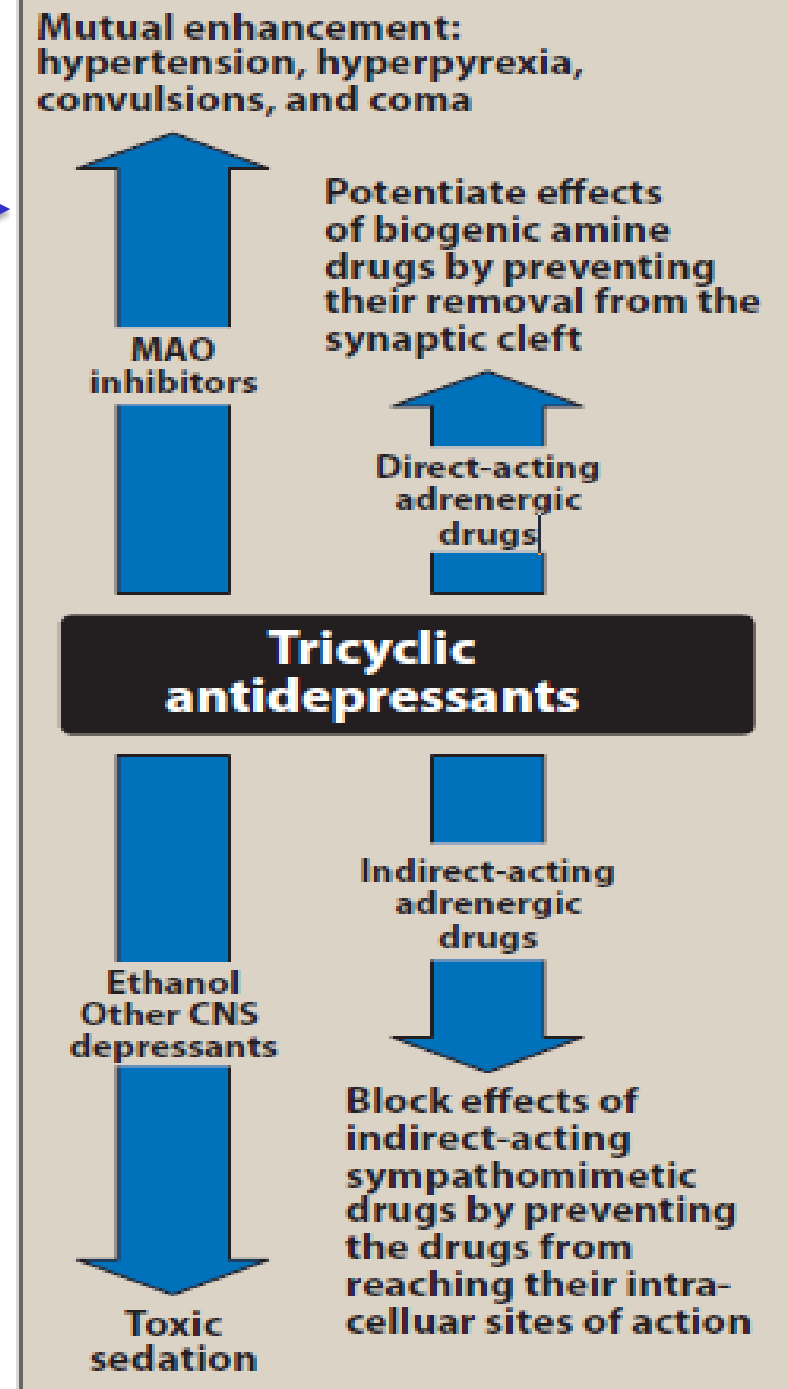 Mutual enhancement:
hypertension, hyperpyrexia,
convulsions, and coma
Potentiate effects
of biogenic amine
drugs by preventing
their removal from the
synaptic cleft
MAO
inhibitors
Direct-acting
adrenergic
drugs
Tricyclic
antidepressants
Indirect-acting
adrenergic
drugs
Ethanol
Other CNS
depressants
Block effects of
indirect-acting
sympathomimetic
drugs by preventing
the drugs from
reaching their intra-
celluar sites of action
Toxic
sedation